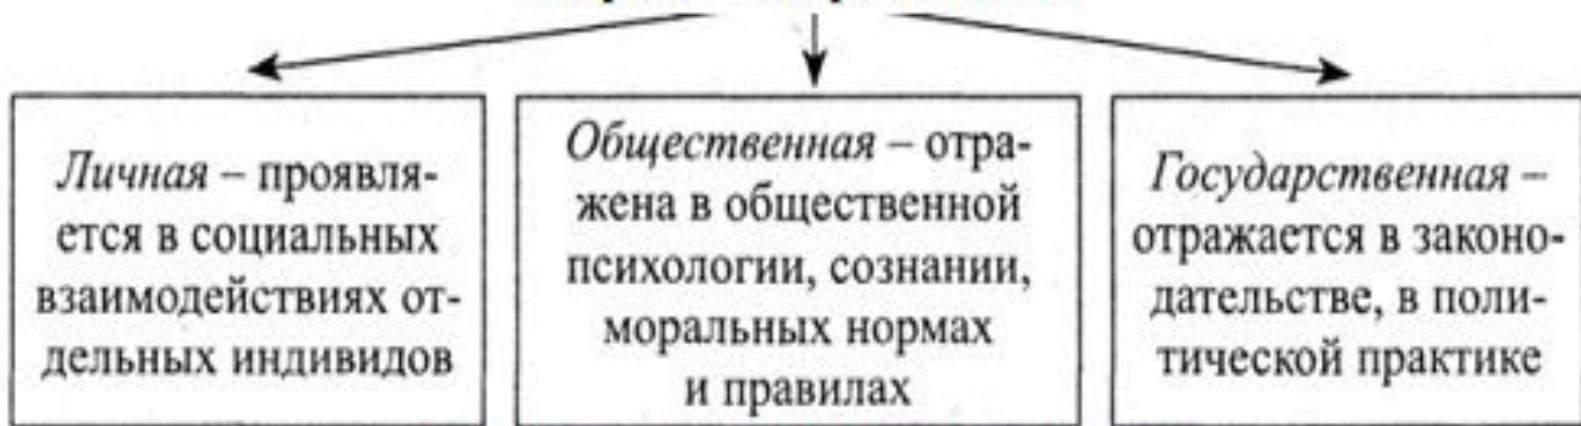 Личная – проявля-
ется в социальных
взаимодействиях от-
дельных индивидов
Общественная – отра-
жена в общественной
психологии, сознании,
моральных нормах
и правилах
Государственная –
отражается в законо-
дательстве, в поли-
тической практике